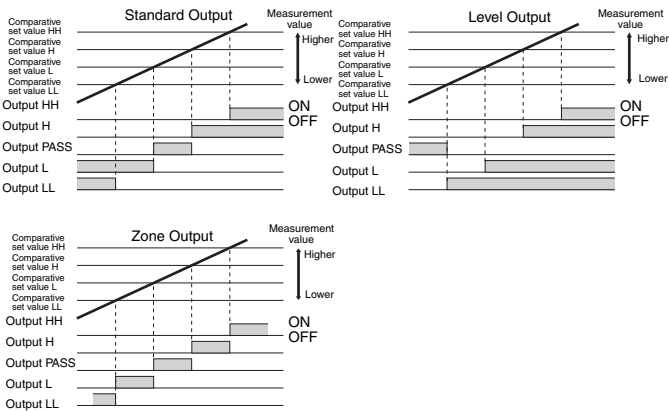 Standard Output
Measurement
value
Comparative
set value HH
Comparative
set value H
Comparative
set value L
Comparative
set value LL
Higher
Lower
Output HH
ON
OFF
Output H
Output PASS
Output L
Output LL
Level Output
Measurement
value
Comparative
set value HH
Comparative
set value H
Comparative
set value L
Comparative
set value LL
Higher
Lower
Output HH
ON
OFF
Output H
Output PASS
Output L
Output LL
Zone Output
Measurement
value
Comparative
set value HH
Comparative
set value H
Comparative
set value L
Comparative
set value LL
Higher
Lower
Output HH
ON
OFF
Output H
Output PASS
Output L
Output LL